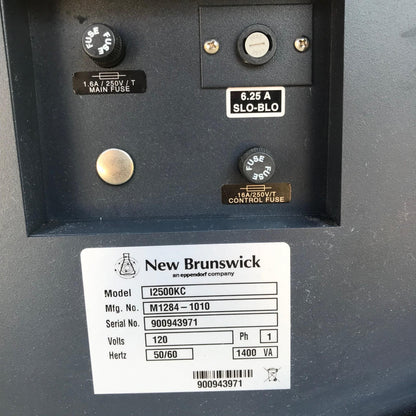 FUSE
FUSE
1.6A / 250V / T
MAIN FUSE
6.25 A
SLO-BLO
FUSE
FUSE
16A/250V/T
CONTROL FUSE
New Brunswick
an eppendorf company
Model I2500KC
Mfg. No. M1284-1010
Serial No. 900943971
Volts 120 Ph 1
Hertz 50/60 1400 VA
900943971